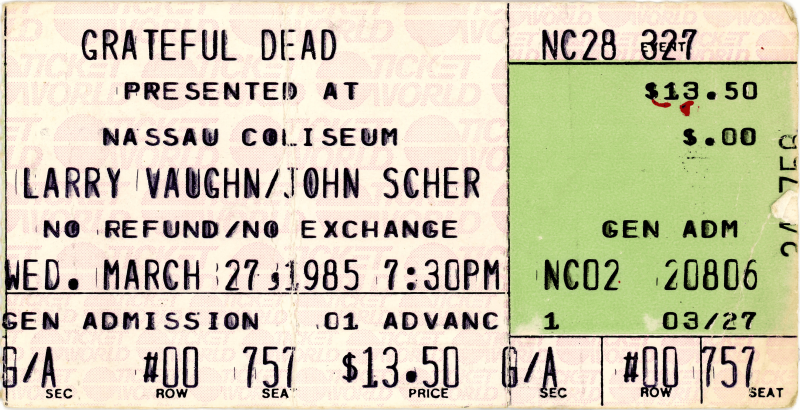 GRATEFUL DEAD
PRESENTED AT
NASSAU COLISEUM
LARRY VAUGHN/JOHN SCHER
NO REFUND/NO EXCHANGE
WED. MARCH 27,1985 7:30PM
GEN ADMISSION 01 ADVANC
G/A #00 757 $13.50
SEC ROW SEA PRICE
NC28 327
EVENT
$13.50
$.00
GEN ADM
NC02 20806
1 03/27
G/A #00 757
SEC ROW SEAT
TICKET WORLD